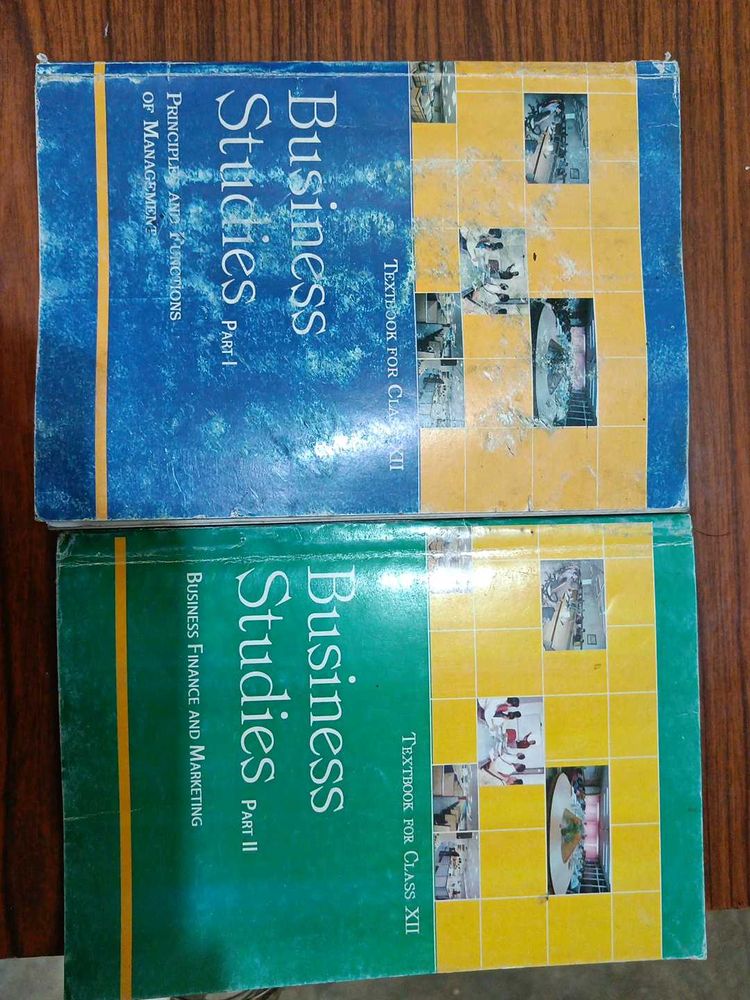 Textbook for Class XII
Business
Studies Part-I
Principles and Functions
of Management
Textbook for Class XII
Business
Studies Part II
Business Finance and Marketing